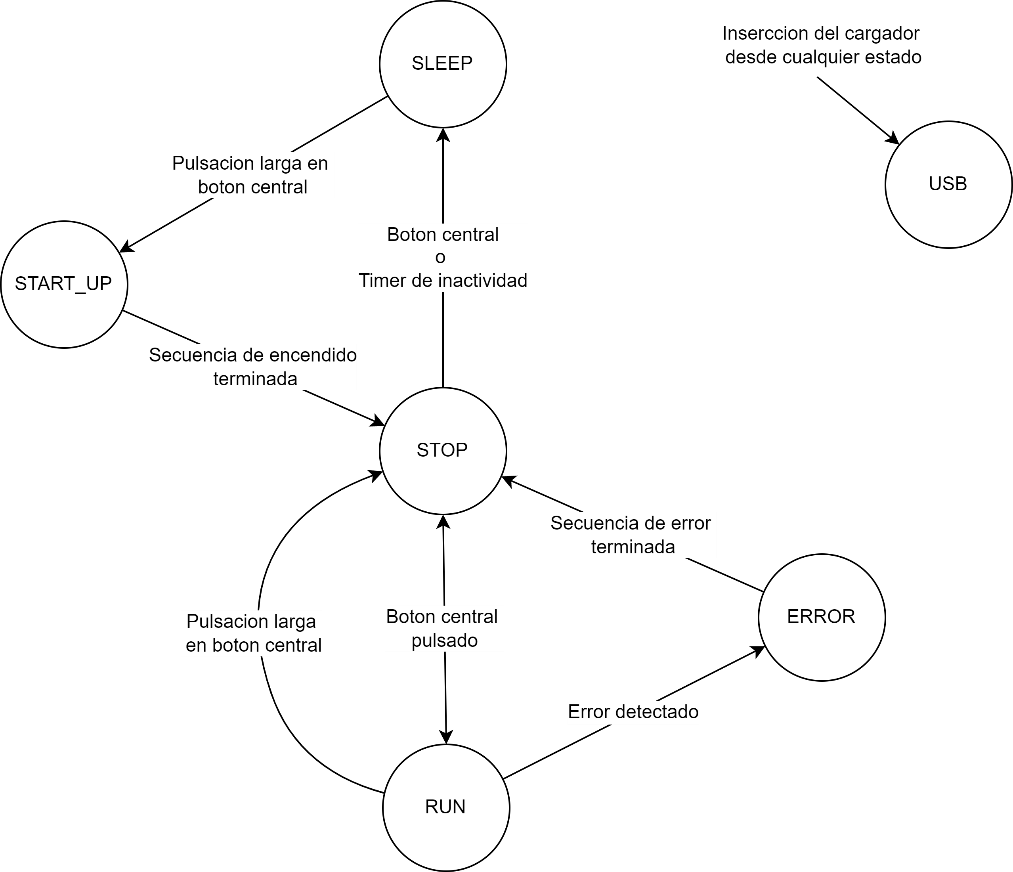 SLEEP
Inserccion del cargador
desde cualquier estado
USB
Pulsacion larga en
boton central
Boton central
o
Timer de inactividad
START_UP
Secuencia de encendido
terminada
STOP
Secuencia de error
terminada
Pulsacion larga
en boton central
Boton central
pulsado
ERROR
Error detectado
RUN